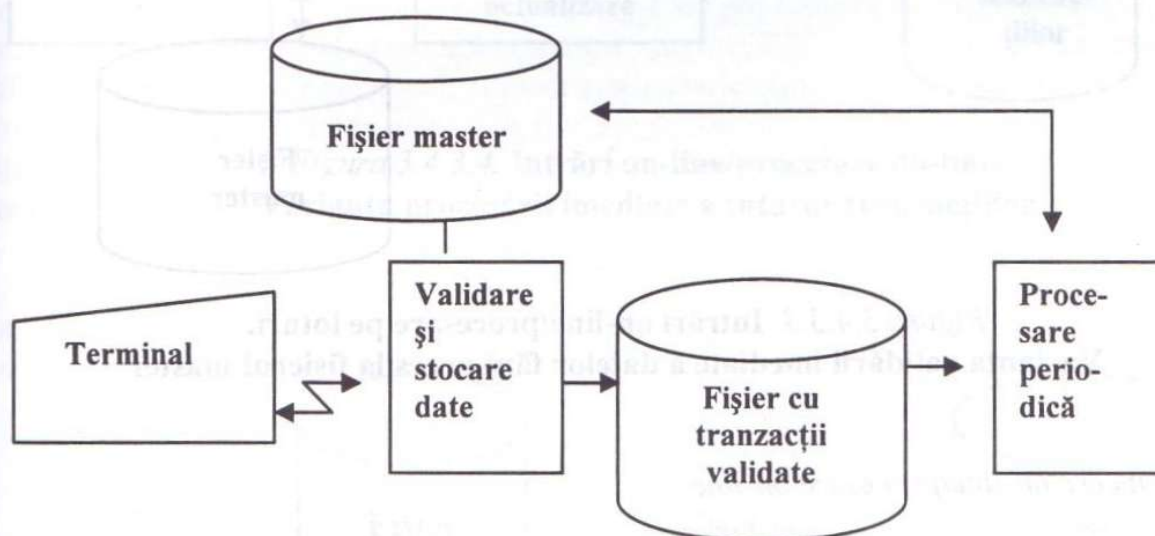 Fişier master
Terminal
Validare
şi
stocare
date
Fişier cu
tranzacţii
validate
Proce-
sare
perio-
dică